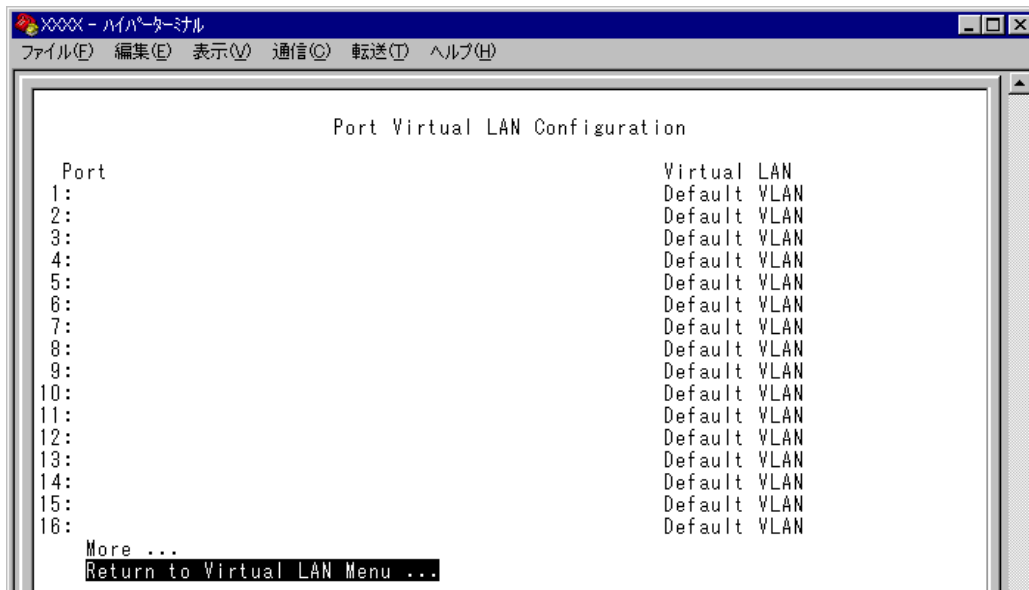 XXXX - ﾊｲﾊﾟｰﾀｰﾐﾅﾙ
ファイル(F) 編集(E) 表示(V) 通信(C) 転送(T) ヘルプ(H)
Port Virtual LAN Configuration
Port Virtual LAN
1: Default VLAN
2: Default VLAN
3: Default VLAN
4: Default VLAN
5: Default VLAN
6: Default VLAN
7: Default VLAN
8: Default VLAN
9: Default VLAN
10: Default VLAN
11: Default VLAN
12: Default VLAN
13: Default VLAN
14: Default VLAN
15: Default VLAN
16: Default VLAN
More ...
Return to Virtual LAN Menu ...